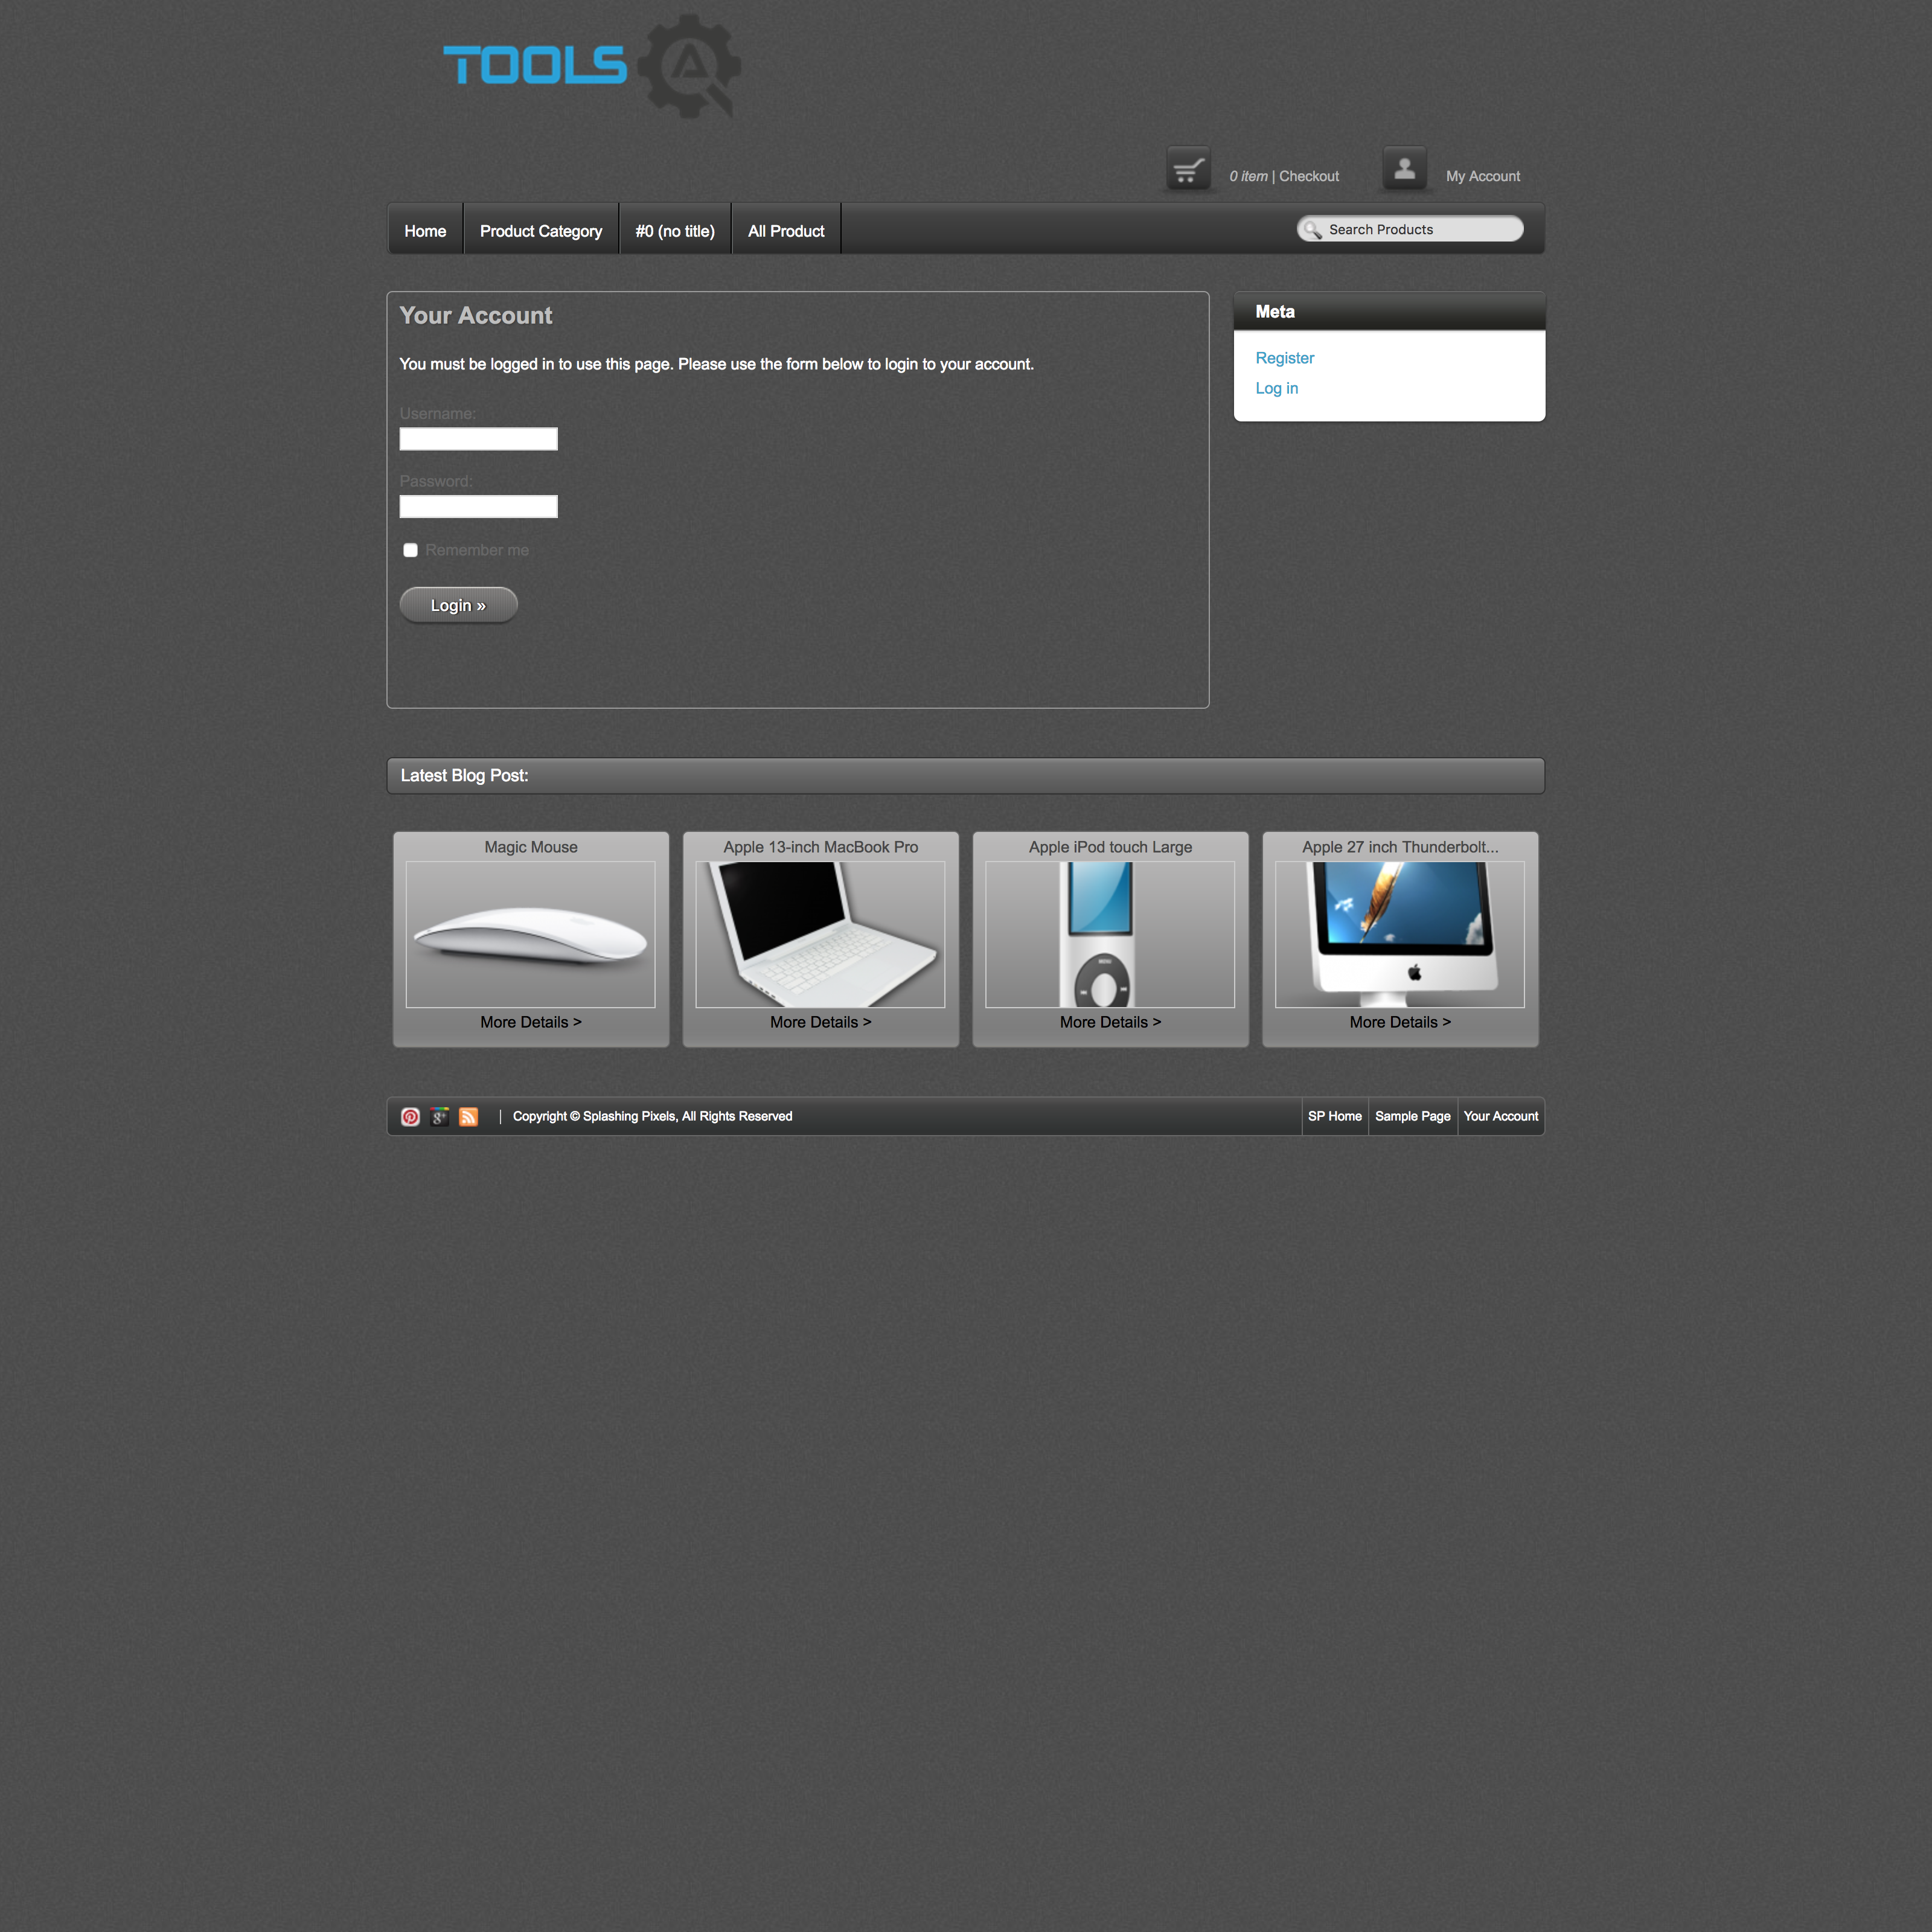 TOOLS QA
0 item | Checkout
My Account
Home
Product Category
#0 (no title)
All Product
Search Products
Your Account
You must be logged in to use this page. Please use the form below to login to your account.
Username:
Password:
Remember me
Login »
Meta
Register
Log in
Latest Blog Post:
Magic Mouse
More Details >
Apple 13-inch MacBook Pro
More Details >
Apple iPod touch Large
MENU
More Details >
Apple 27 inch Thunderbolt...
More Details >
g+
| Copyright © Splashing Pixels, All Rights Reserved
SP Home
Sample Page
Your Account